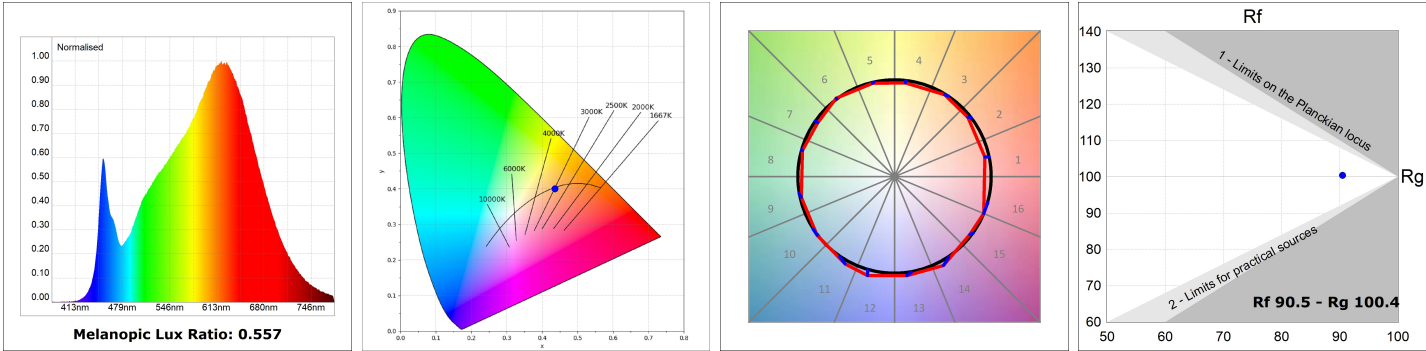 Normalised
1.00
0.90
0.80
0.70
0.60
0.50
0.40
0.30
0.20
0.10
0.00
413nm 479nm 546nm 613nm 680nm 746nm
Melanopic Lux Ratio: 0.557
0.9
0.8
0.7
0.6
0.5
0.4
0.3
0.2
0.1
0.0
y
0.0 0.1 0.2 0.3 0.4 0.5 0.6 0.7 0.8
x
10000K
6000K
4000K
3000K
2500K
2000K
1667K
1
2
3
4
5
6
7
8
9
10
11
12
13
14
15
16
Rf
140
130
120
110
100
90
80
70
60
50 60 70 80 90 100
Rg
1 - Limits on the Planckian locus
2 - Limits for practical sources
Rf 90.5 - Rg 100.4